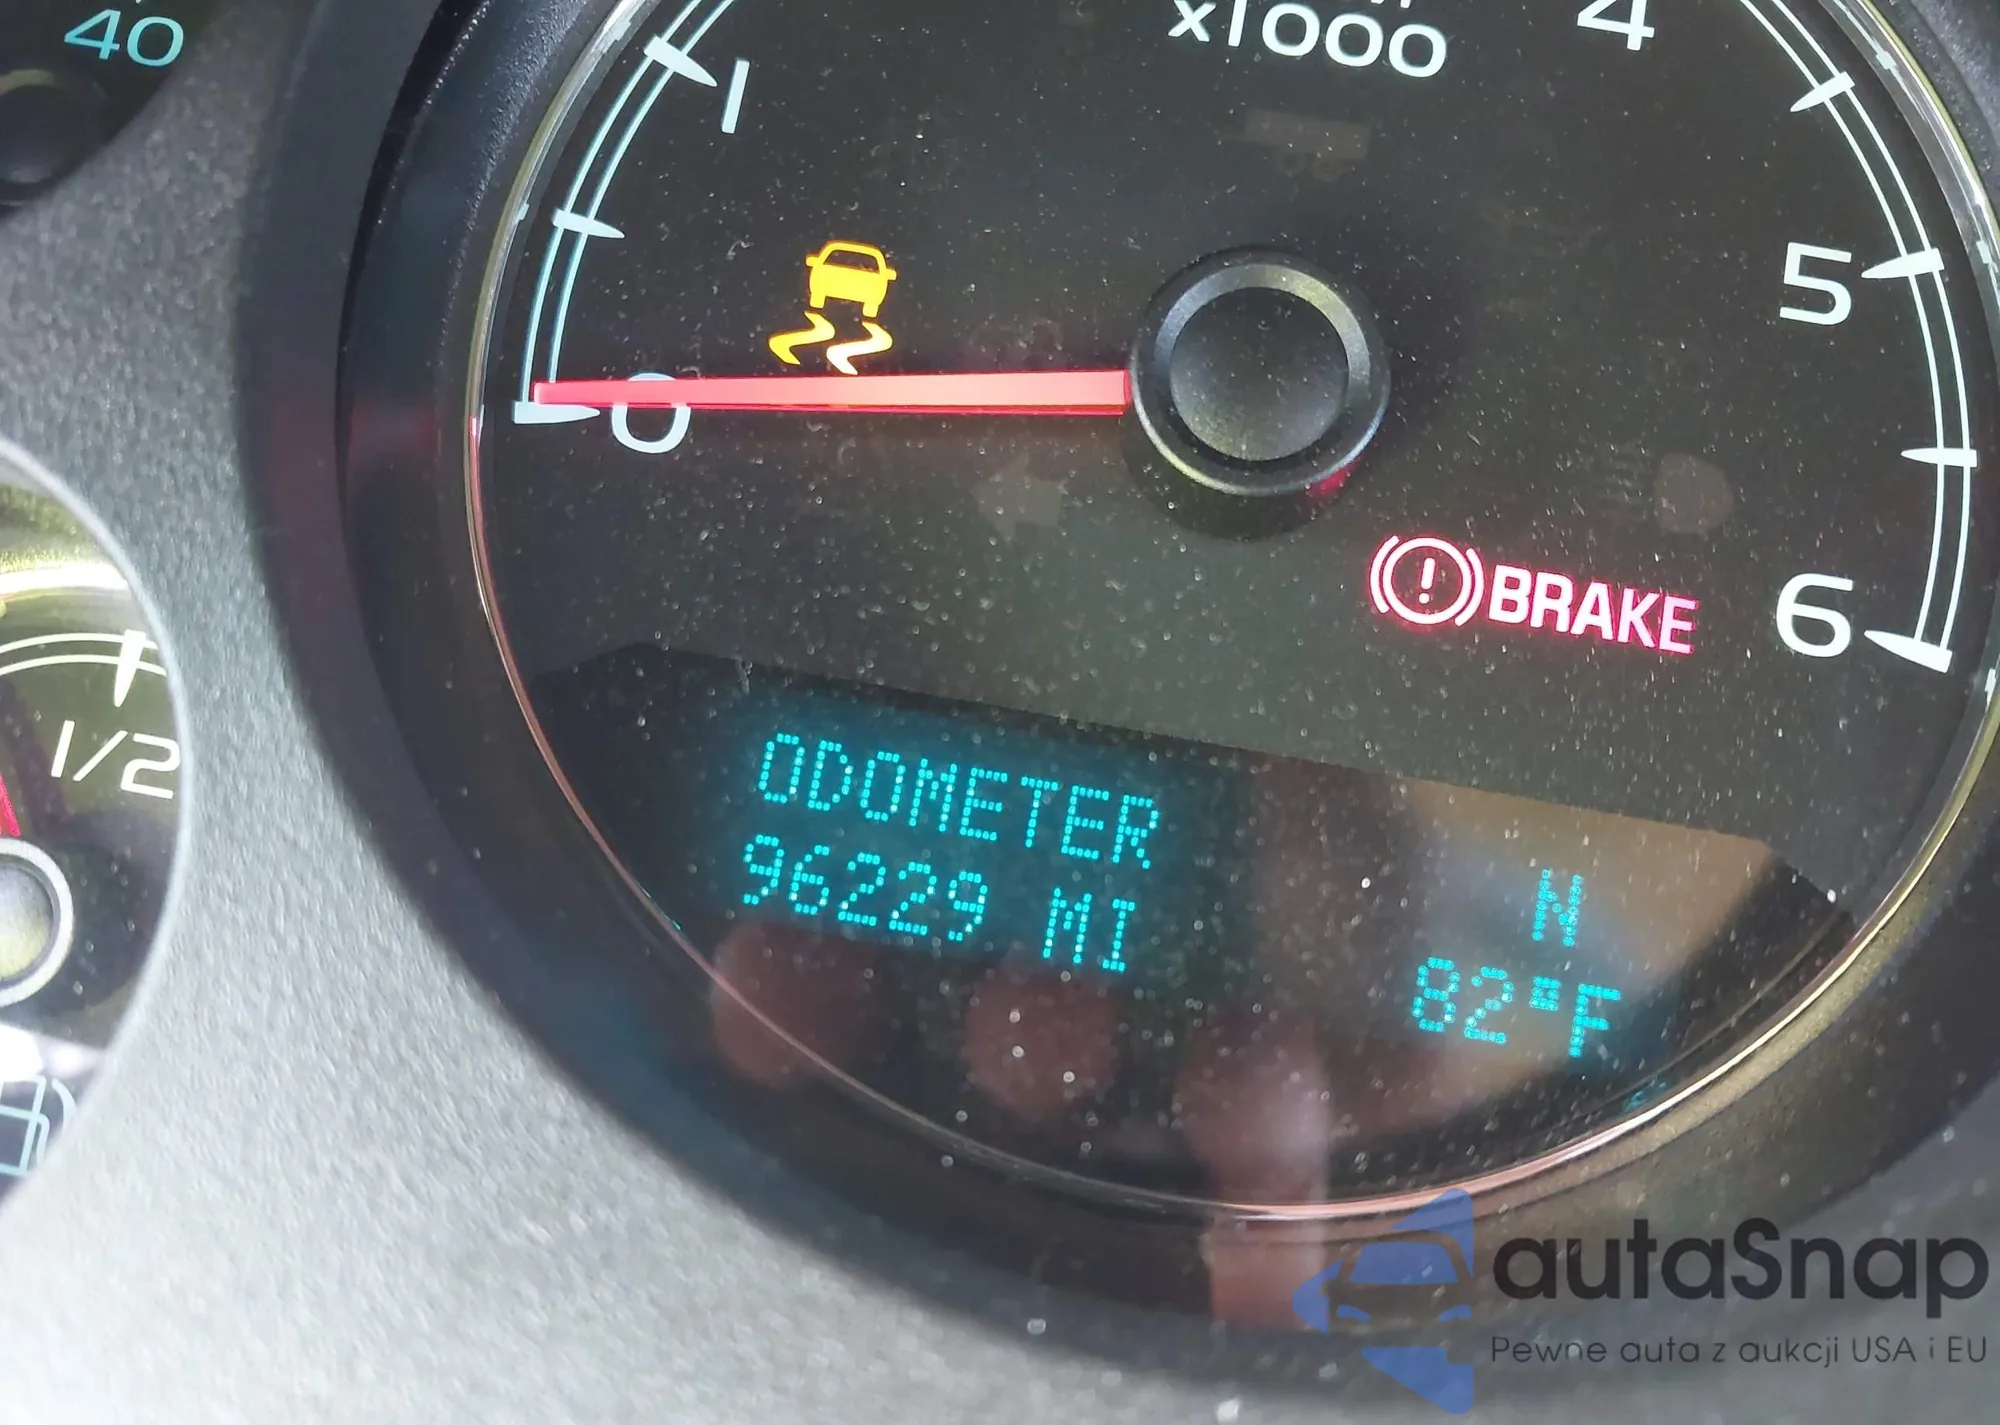 40
x1000
1
4
5
0
BRAKE
6
1/2
ODOMETER
96229 MI
N
82°F
autaSnap
Pewne auta z aukcji USA i EU